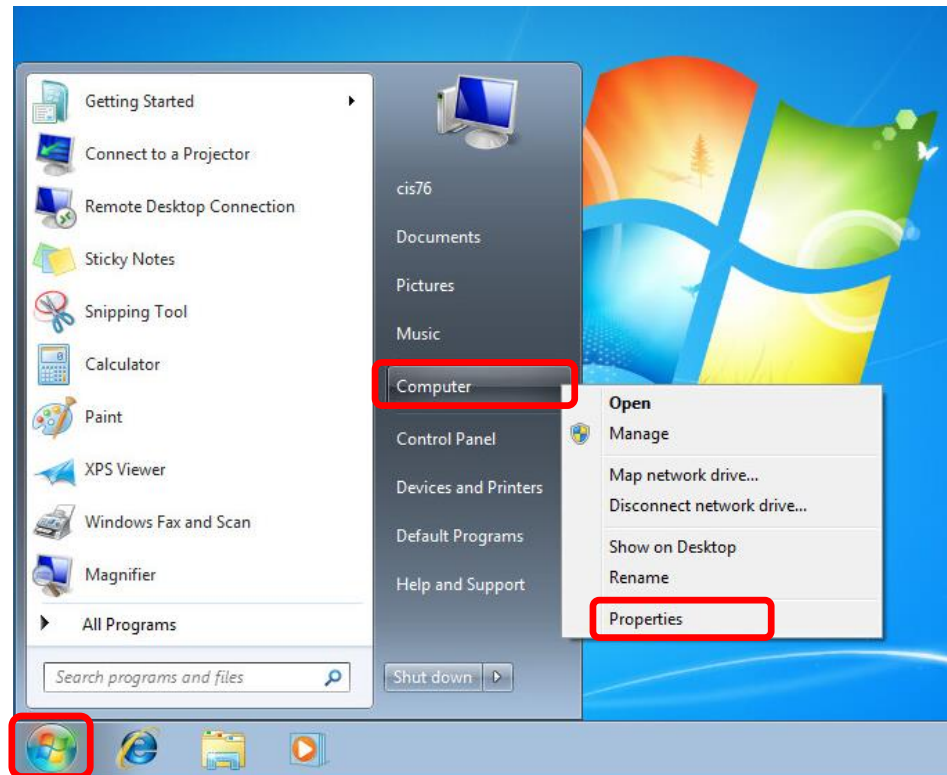 Getting Started
Connect to a Projector
Remote Desktop Connection
Sticky Notes
Snipping Tool
Calculator
Paint
XPS Viewer
Windows Fax and Scan
Magnifier
All Programs
Search programs and files
cis76
Documents
Pictures
Music
Computer
Control Panel
Devices and Printers
Default Programs
Help and Support
Shut down
Open
Manage
Map network drive...
Disconnect network drive...
Show on Desktop
Rename
Properties